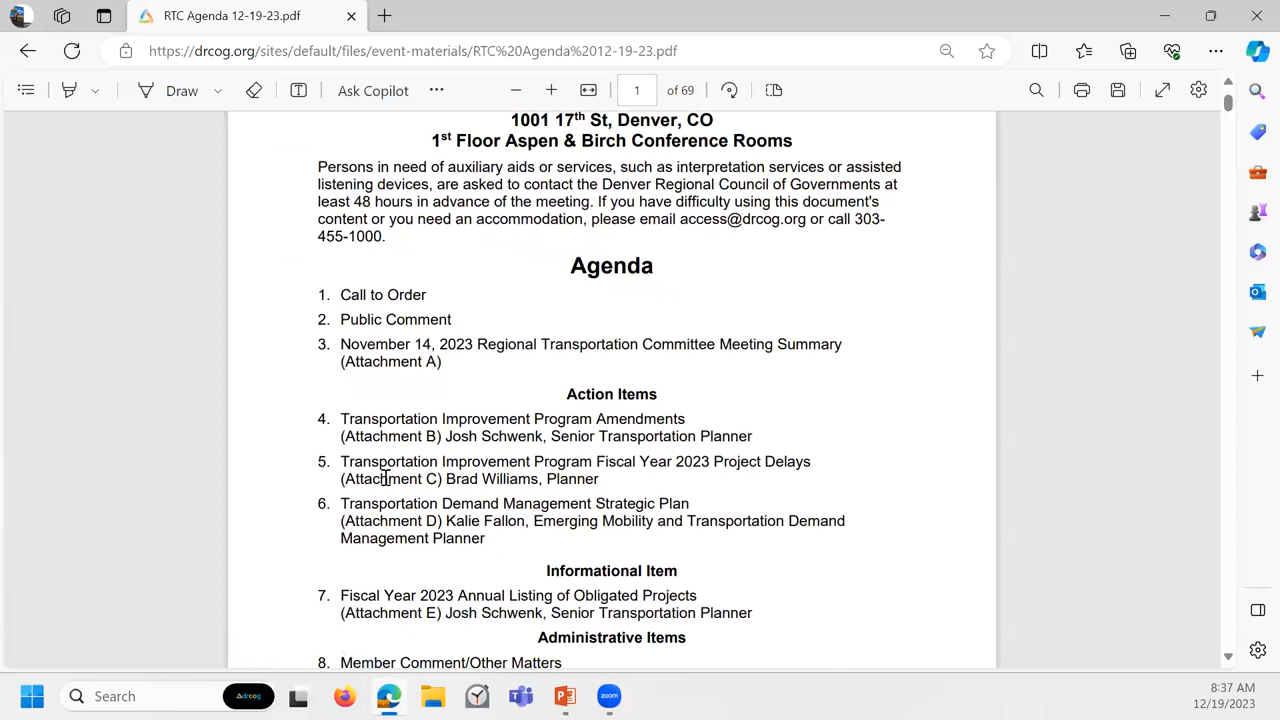 RTC Agenda 12-19-23.pdf
https://drcog.org/sites/default/files/event-materials/RTC%20Agenda%2012-19-23.pdf
Draw
Ask Copilot
1 of 69
1001 17th St, Denver, CO
1st Floor Aspen & Birch Conference Rooms
Persons in need of auxiliary aids or services, such as interpretation services or assisted
listening devices, are asked to contact the Denver Regional Council of Governments at
least 48 hours in advance of the meeting. If you have difficulty using this document's
content or you need an accommodation, please email access@drcog.org or call 303-
455-1000.
Agenda
1. Call to Order
2. Public Comment
3. November 14, 2023 Regional Transportation Committee Meeting Summary
(Attachment A)
Action Items
4. Transportation Improvement Program Amendments
(Attachment B) Josh Schwenk, Senior Transportation Planner
5. Transportation Improvement Program Fiscal Year 2023 Project Delays
(Attachment C) Brad Williams, Planner
6. Transportation Demand Management Strategic Plan
(Attachment D) Kalie Fallon, Emerging Mobility and Transportation Demand
Management Planner
Informational Item
7. Fiscal Year 2023 Annual Listing of Obligated Projects
(Attachment E) Josh Schwenk, Senior Transportation Planner
Administrative Items
8. Member Comment/Other Matters
Search
drcog
zoom
8:37 AM
12/19/2023